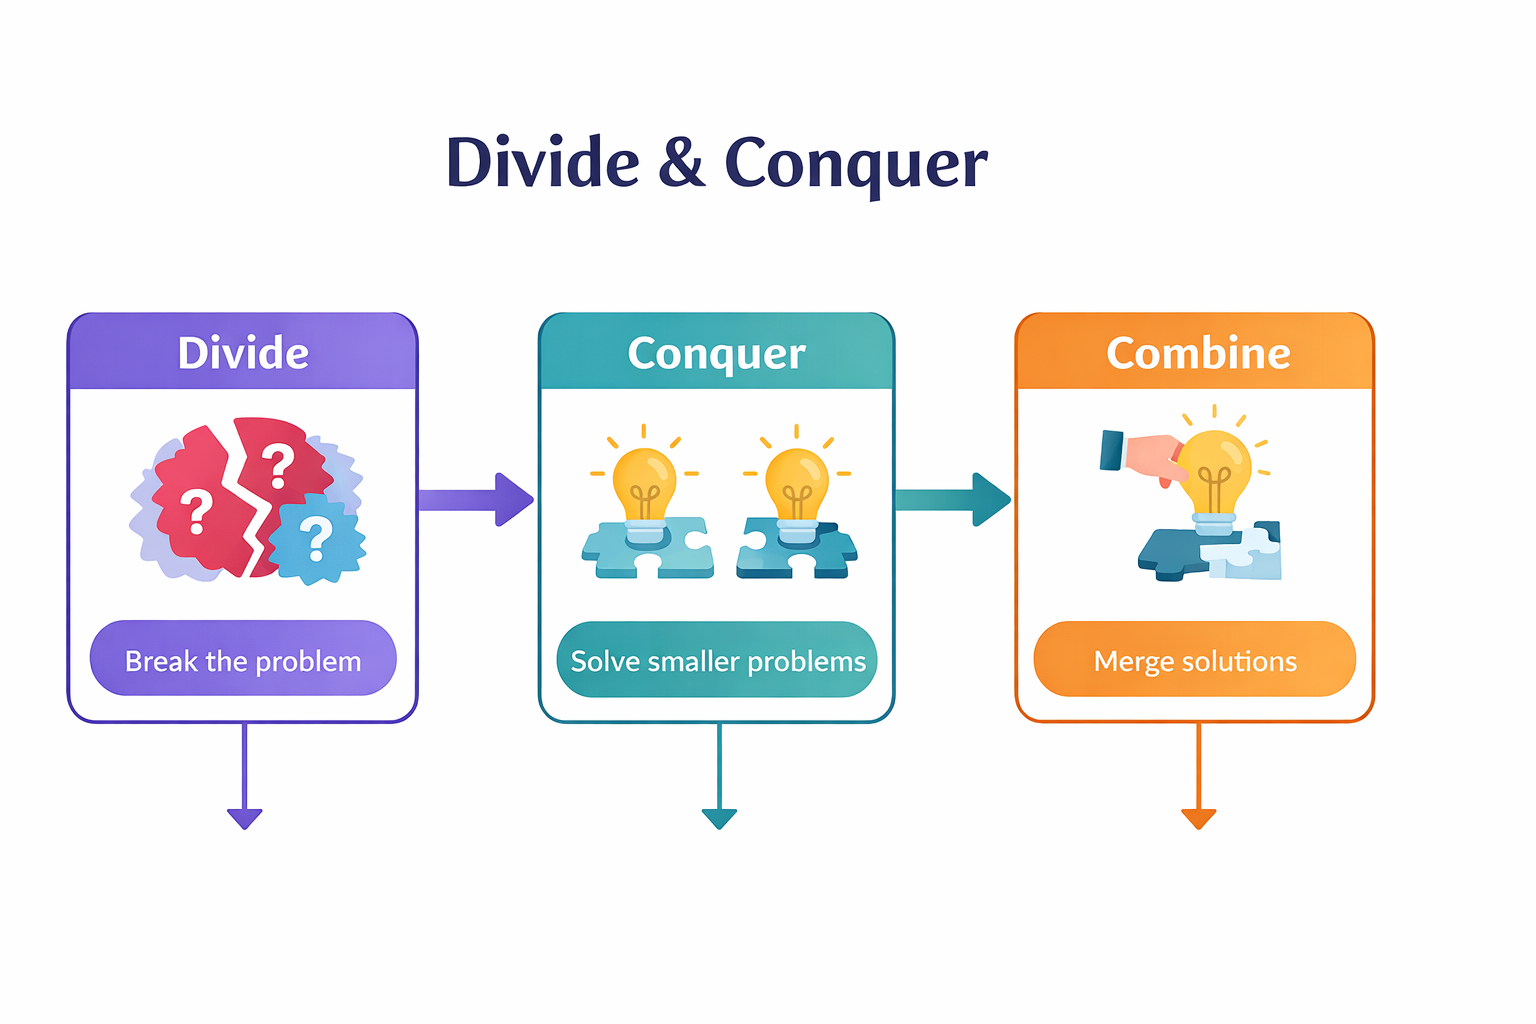 Divide & Conquer
Divide
Conquer
Combine
?
?
?
Break the problem
Solve smaller problems
Merge solutions